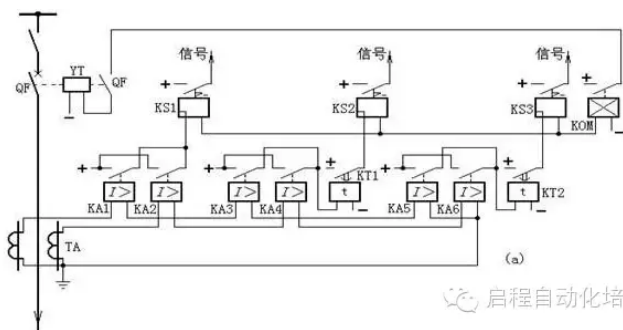 信号 信号 信号
YT
QF QF
+ + + +
KS1 KS2 KS3
KOM
+ + + + +
KT1
I> I> I> I> t I> I> t KT2
KA1 KA2 KA3 KA4 KA5 KA6
TA
(a)
启程自动化培